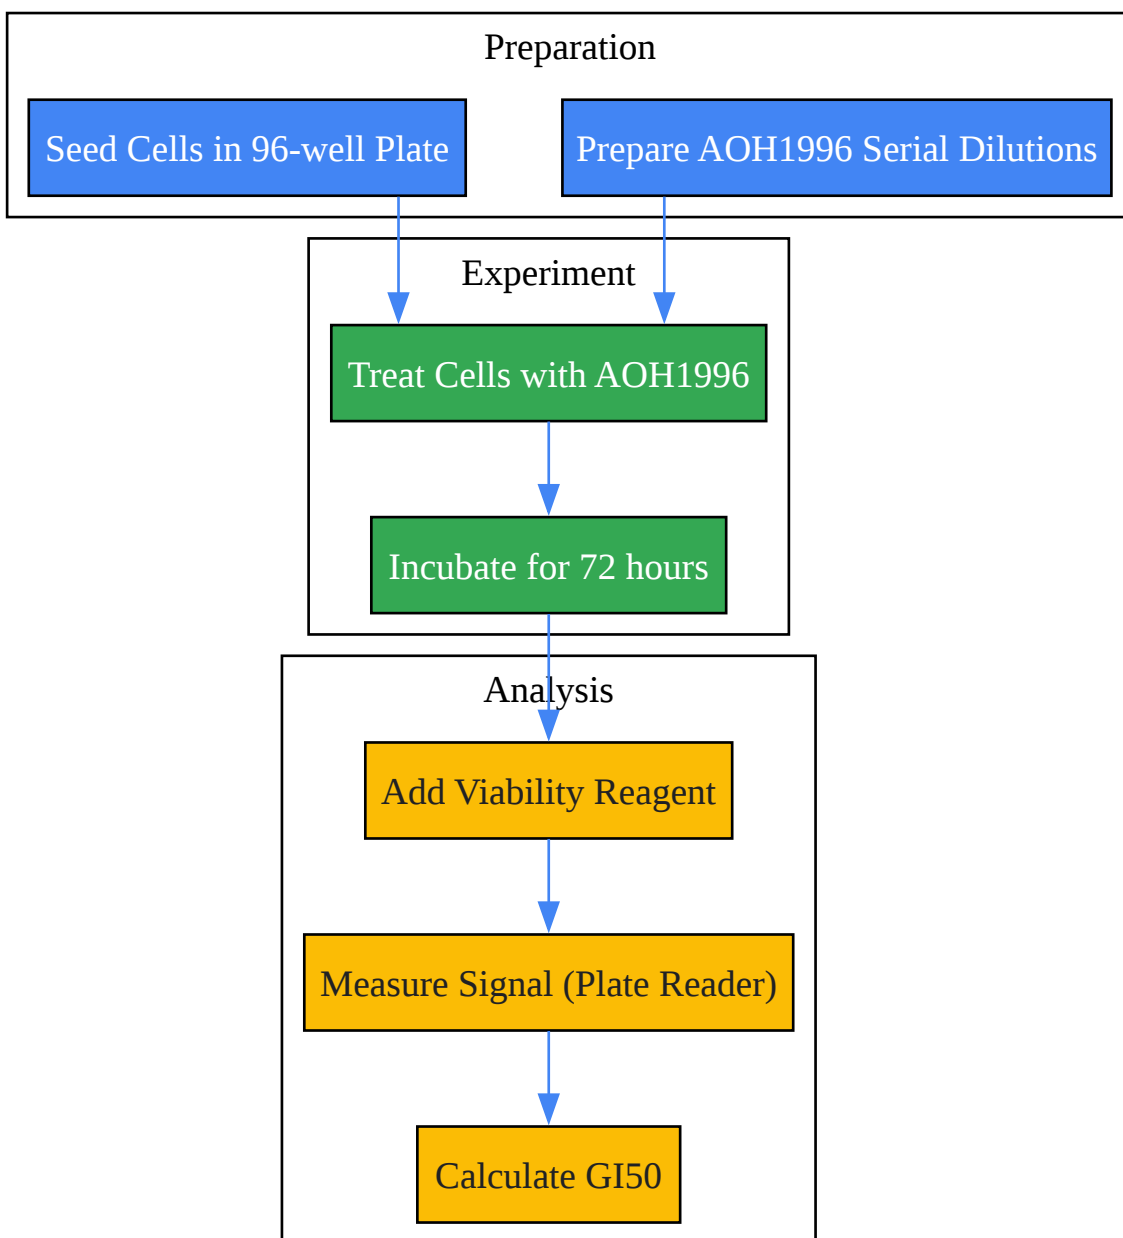 Preparation
Seed Cells in 96-well Plate
Prepare AOH1996 Serial Dilutions
Experiment
Treat Cells with AOH1996
Incubate for 72 hours
Analysis
Add Viability Reagent
Measure Signal (Plate Reader)
Calculate GI50